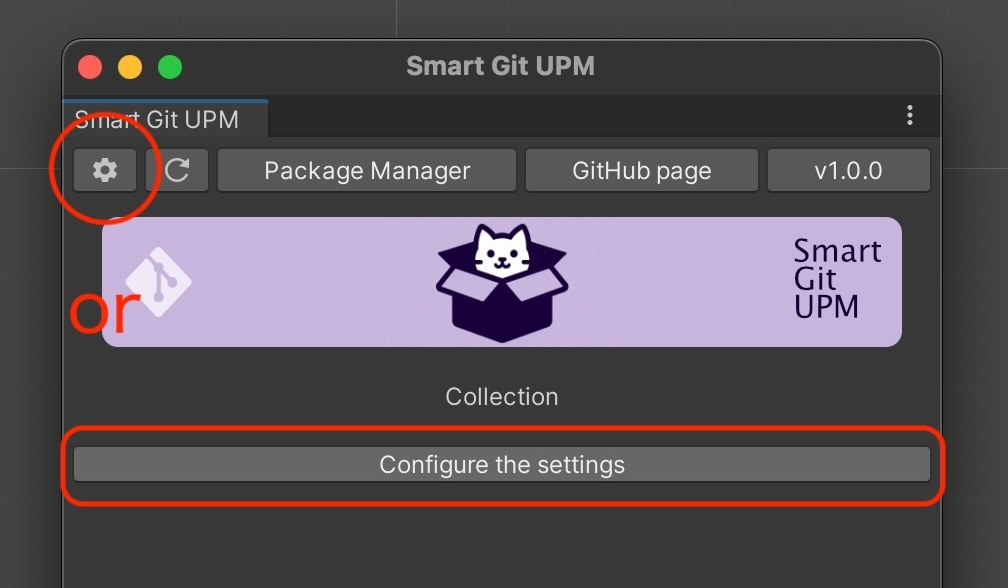 Smart Git UPM
Smart Git UPM
Package Manager
GitHub page
v1.0.0
Smart
Git
UPM
or
Collection
Configure the settings